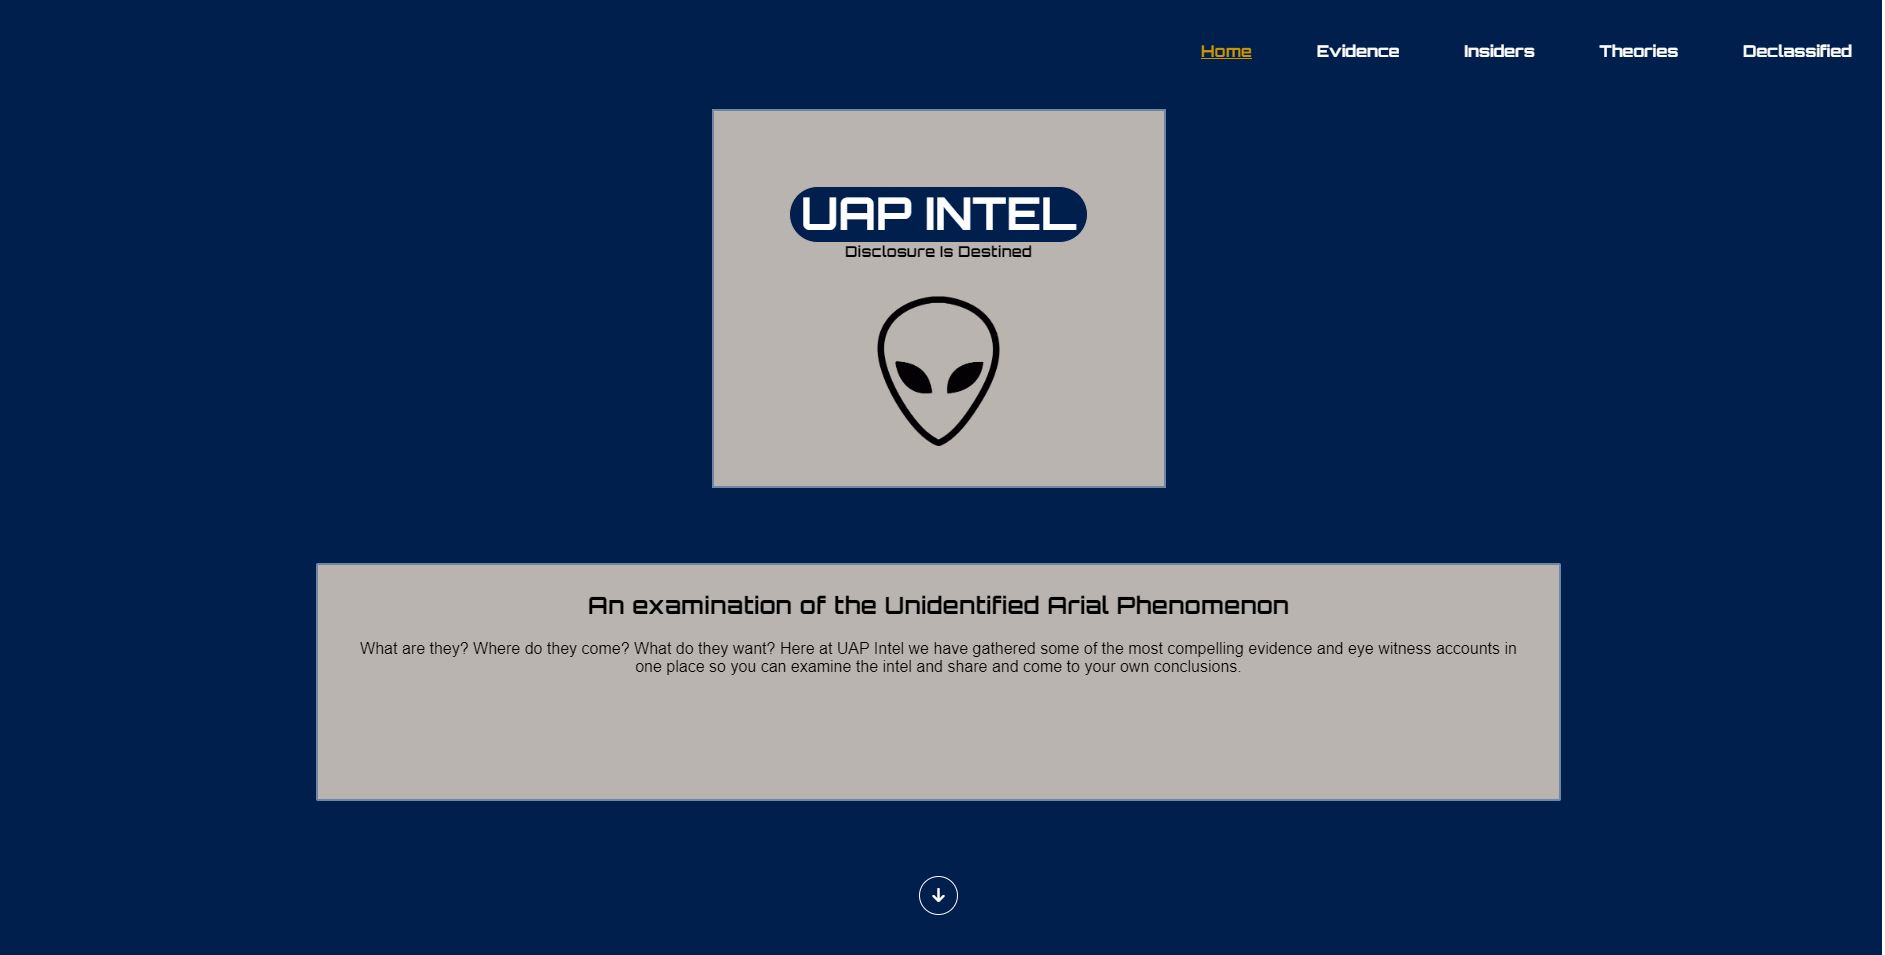 Home Evidence Insiders Theories Declassified
UAP INTEL
Disclosure Is Destined
An examination of the Unidentified Arial Phenomenon
What are they? Where do they come? What do they want? Here at UAP Intel we have gathered some of the most compelling evidence and eye witness accounts in
one place so you can examine the intel and share and come to your own conclusions.